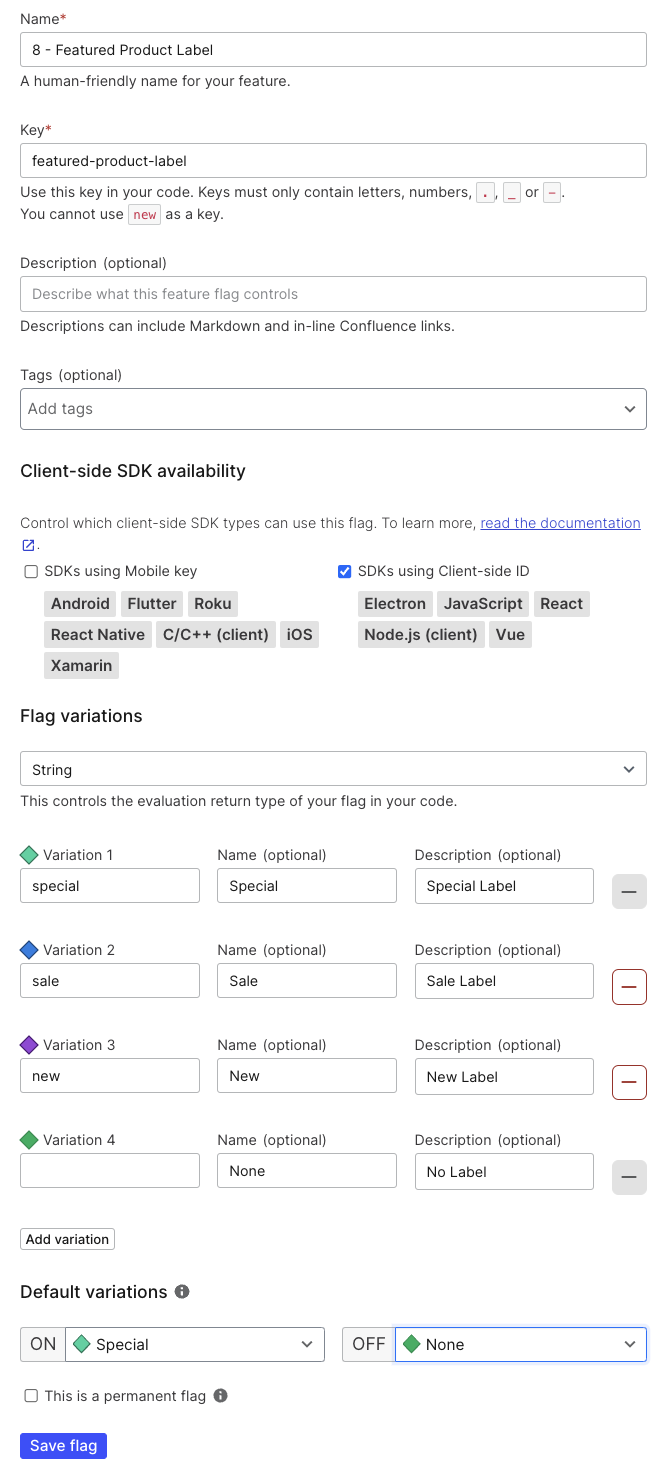 Name*
8 - Featured Product Label
A human-friendly name for your feature.
Key*
featured-product-label
Use this key in your code. Keys must only contain letters, numbers, . , _ or - .
You cannot use new as a key.
Description (optional)
Describe what this feature flag controls
Descriptions can include Markdown and in-line Confluence links.
Tags (optional)
Add tags
Client-side SDK availability
Control which client-side SDK types can use this flag. To learn more, read the documentation
.
SDKs using Mobile key
Android Flutter Roku
React Native C/C++ (client) iOS
Xamarin
SDKs using Client-side ID
Electron JavaScript React
Node.js (client) Vue
Flag variations
String
This controls the evaluation return type of your flag in your code.
Variation 1 Name (optional) Description (optional)
special Special Special Label
Variation 2 Name (optional) Description (optional)
sale Sale Sale Label
Variation 3 Name (optional) Description (optional)
new New New Label
Variation 4 Name (optional) Description (optional)
None No Label
Add variation
Default variations
ON Special OFF None
This is a permanent flag
Save flag